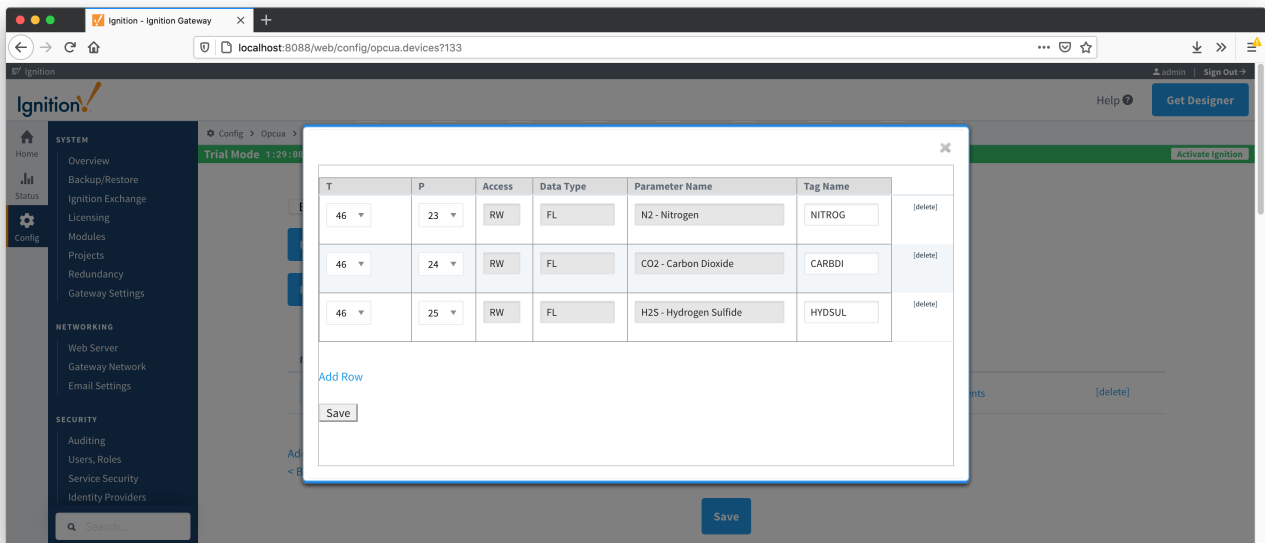 Ignition - Ignition Gateway
localhost:8088/web/config/opcua.devices?133
Ignition
admin | Sign Out
Ignition!
Help
Get Designer
Home
Status
Config
SYSTEM
Overview
Backup/Restore
Ignition Exchange
Licensing
Modules
Projects
Redundancy
Gateway Settings
NETWORKING
Web Server
Gateway Network
Email Settings
SECURITY
Auditing
Users, Roles
Service Security
Identity Providers
Search...
Config > Opcua >
Trial Mode 1:29:
Activate Ignition
T P Access Data Type Parameter Name Tag Name
46 23 RW FL N2 - Nitrogen NITROG [delete]
46 24 RW FL CO2 - Carbon Dioxide CARBDI [delete]
46 25 RW FL H2S - Hydrogen Sulfide HYDSUL [delete]
Add Row
Save
[delete]
Save